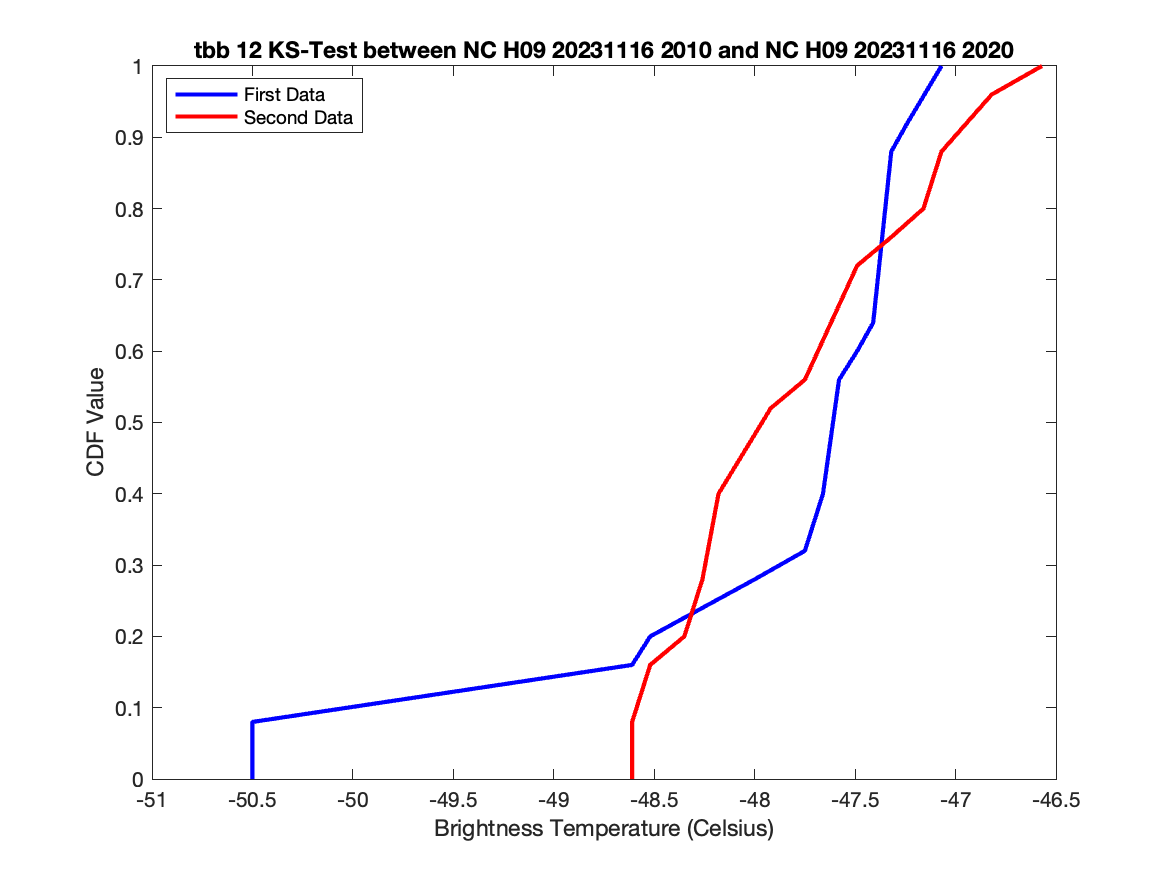 tbb 12 KS-Test between NC H09 20231116 2010 and NC H09 20231116 2020
First Data
Second Data
CDF Value
1
0.9
0.8
0.7
0.6
0.5
0.4
0.3
0.2
0.1
0
-51 -50.5 -50 -49.5 -49 -48.5 -48 -47.5 -47 -46.5
Brightness Temperature (Celsius)